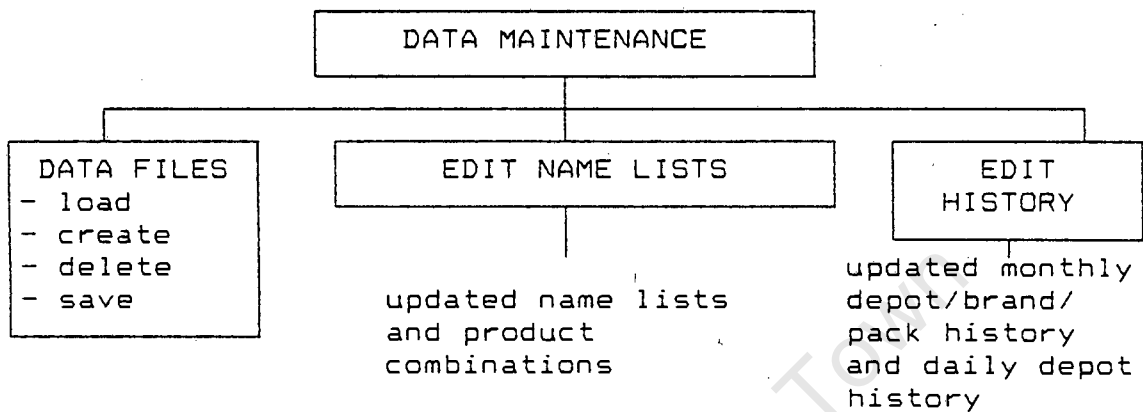 DATA MAINTENANCE
DATA FILES
- load
- create
- delete
- save
EDIT NAME LISTS
updated name lists
and product
combinations
EDIT
HISTORY
updated monthly
depot/brand/
pack history
and daily depot
history
Town